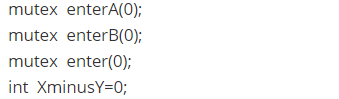 mutex enterA(0);
mutex enterB(0);
mutex enter(0);
int XminusY=0;